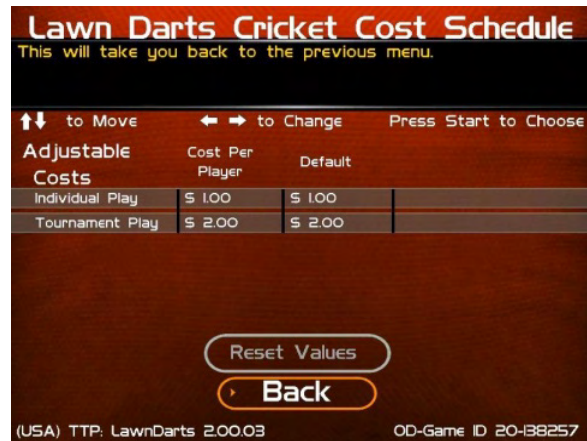 Lawn Darts Cricket Cost Schedule
This will take you back to the previous menu.
↑↓ to Move ← → to Change Press Start to Choose
Adjustable Costs Cost Per Player Default
Individual Play $ 1.00 $ 1.00
Tournament Play $ 2.00 $ 2.00
Reset Values
Back
(USA) TTP: LawnDarts 2.00.03 OD-Game ID 20-138257